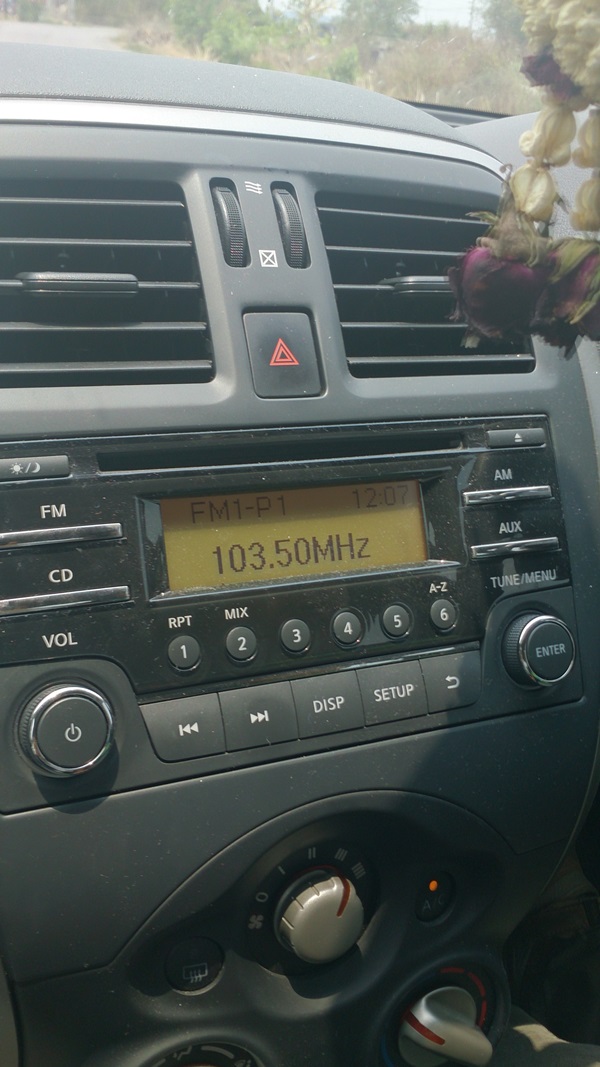 FM
CD
VOL
FM1-P1 12:07
103.50MHz
AM
AUX
TUNE/MENU
RPT MIX A-Z
1 2 3 4 5 6
DISP SETUP
ENTER
0
A/C